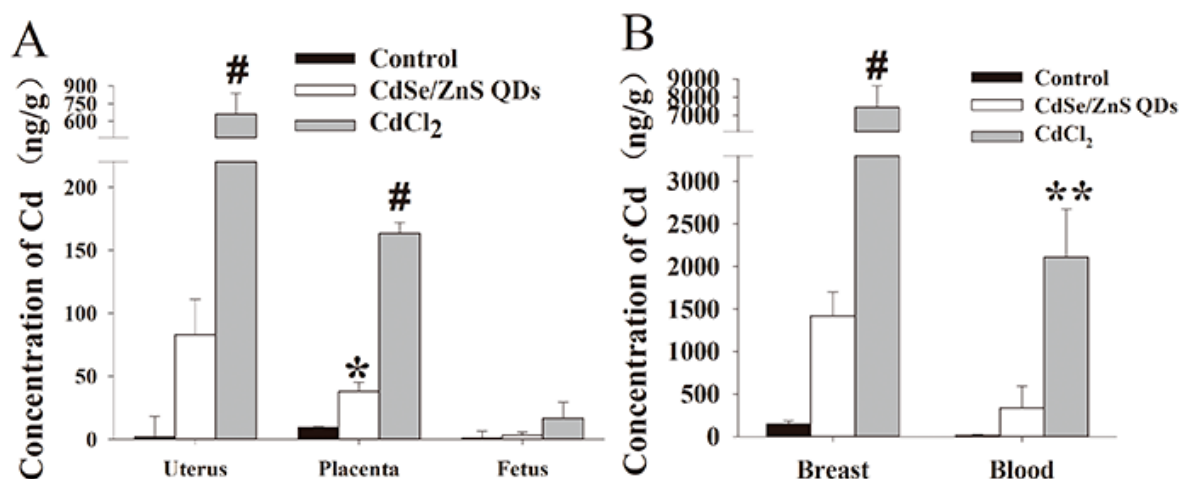 A
Concentration of Cd (ng/g)
900
750
600
200
150
100
50
0
#
*
#
Control
CdSe/ZnS QDs
CdCl2
Uterus Placenta Fetus
B
Concentration of Cd (ng/g)
9000
8000
7000
3000
2500
2000
1500
1000
500
0
#
**
Control
CdSe/ZnS QDs
CdCl2
Breast Blood